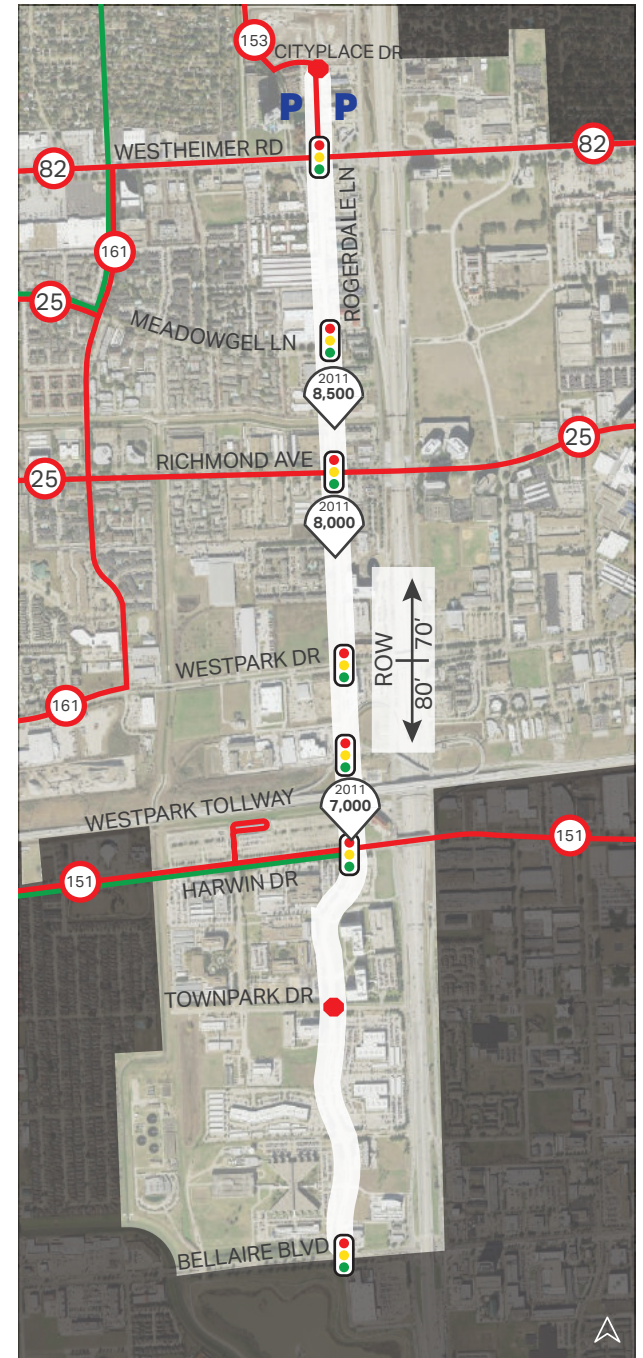 153
CITYPLACE DR
P P
WESTHEIMER RD
82
82
ROGERDALE LN
161
25
MEADOWGEL LN
2011
8,500
25
RICHMOND AVE
25
2011
8,000
ROW
70'
80'
WESTPARK DR
161
2011
7,000
WESTPARK TOLLWAY
151
151
HARWIN DR
TOWNPARK DR
BELLAIRE BLVD